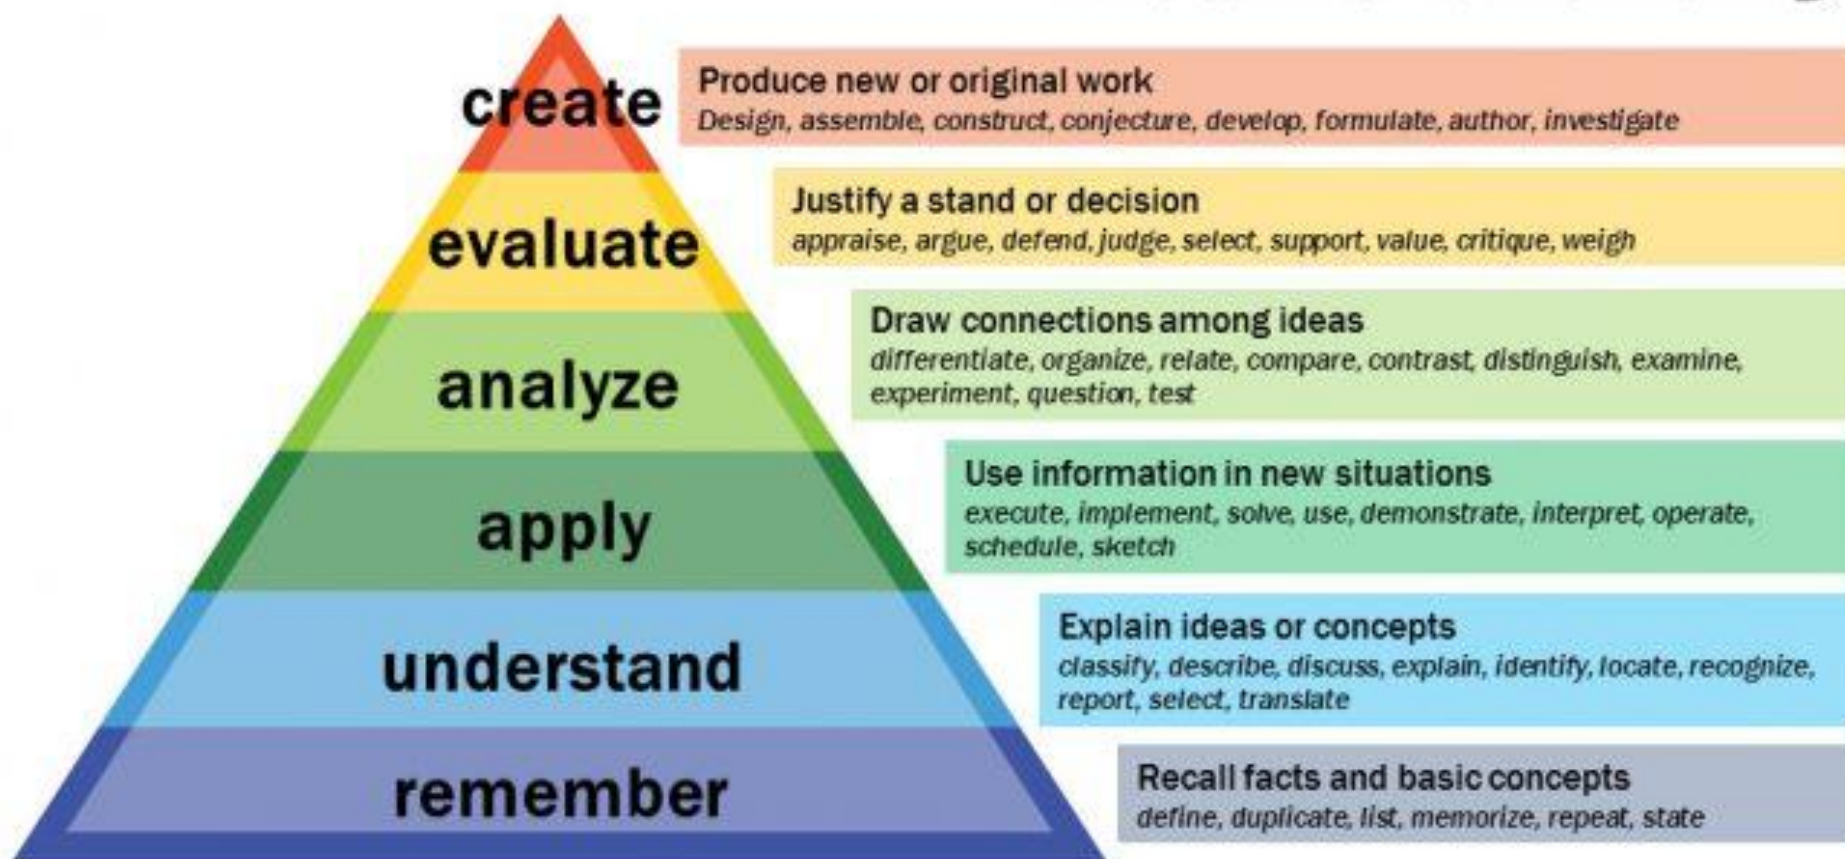 create
Produce new or original work
Design, assemble, construct, conjecture, develop, formulate, author, investigate
evaluate
Justify a stand or decision
appraise, argue, defend, judge, select, support, value, critique, weigh
analyze
Draw connections among ideas
differentiate, organize, relate, compare, contrast, distinguish, examine,
experiment, question, test
apply
Use information in new situations
execute, implement, solve, use, demonstrate, interpret, operate,
schedule, sketch
understand
Explain ideas or concepts
classify, describe, discuss, explain, identify, locate, recognize,
report, select, translate
remember
Recall facts and basic concepts
define, duplicate, list, memorize, repeat, state